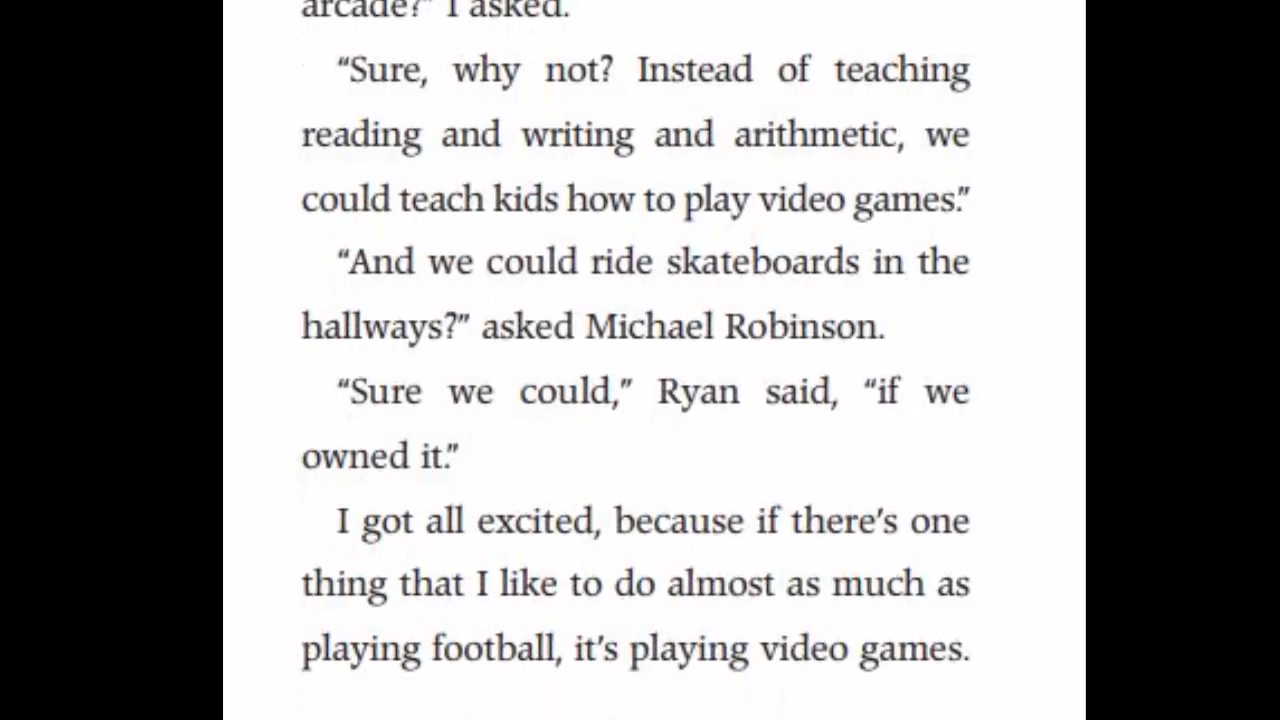 arcade?” I asked.
“Sure, why not? Instead of teaching
reading and writing and arithmetic, we
could teach kids how to play video games.”
“And we could ride skateboards in the
hallways?” asked Michael Robinson.
“Sure we could,” Ryan said, “if we
owned it.”
I got all excited, because if there’s one
thing that I like to do almost as much as
playing football, it’s playing video games.